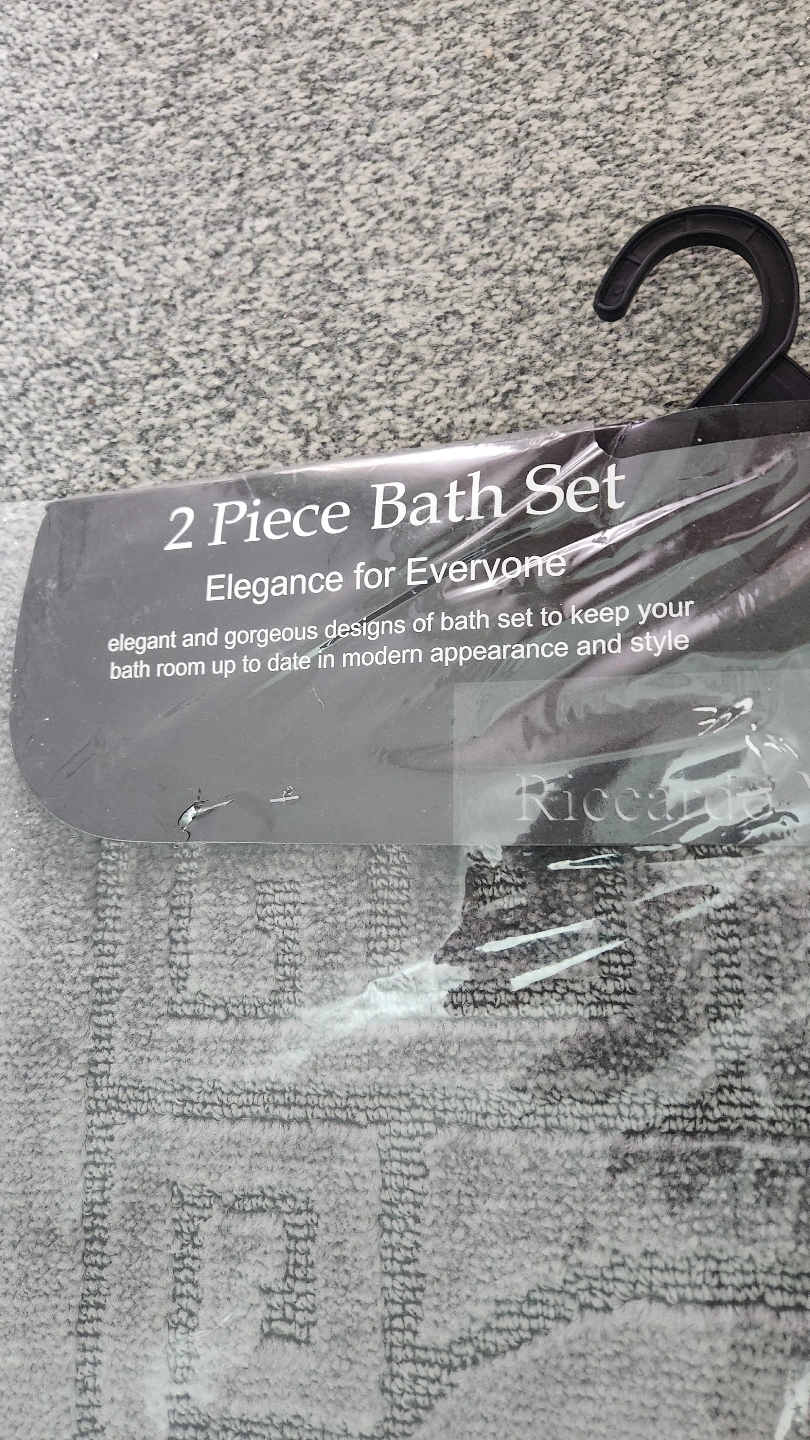 2 Piece Bath Set
Elegance for Everyone
elegant and gorgeous designs of bath set to keep your
bath room up to date in modern appearance and style
Riccardo